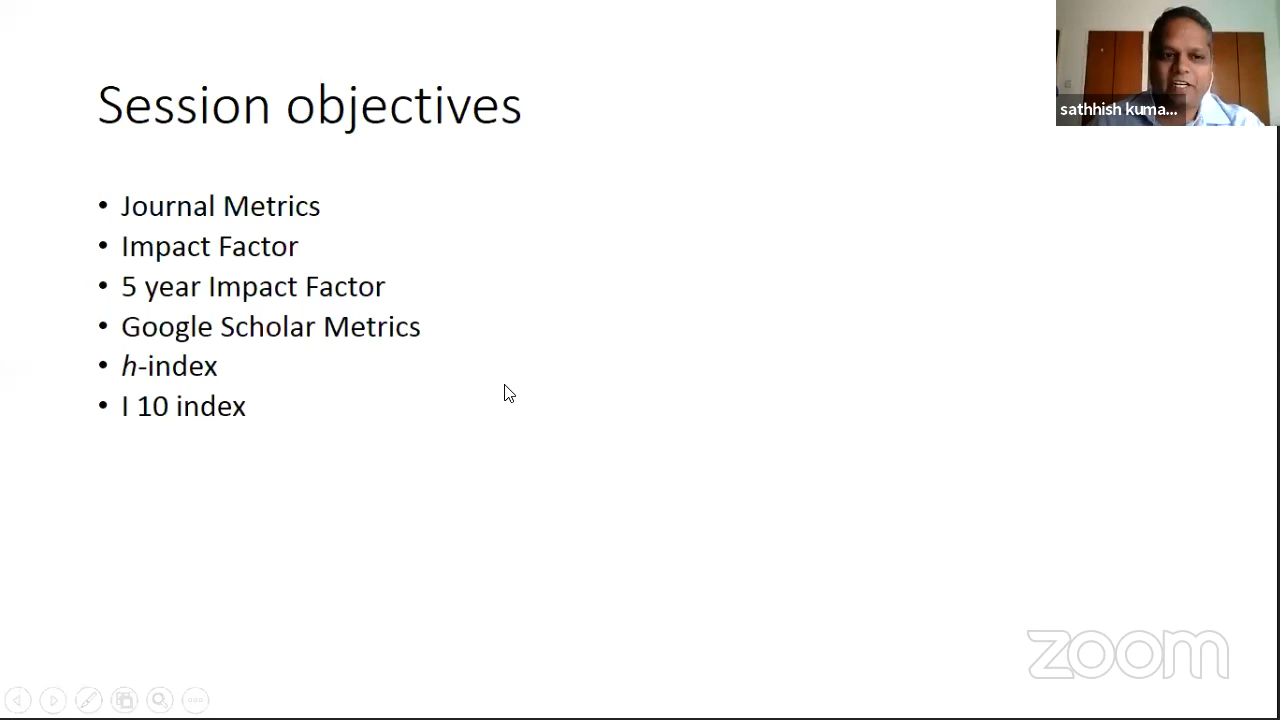 Session objectives
sathhish kuma...
• Journal Metrics
• Impact Factor
• 5 year Impact Factor
• Google Scholar Metrics
• h-index
• I 10 index
zoom